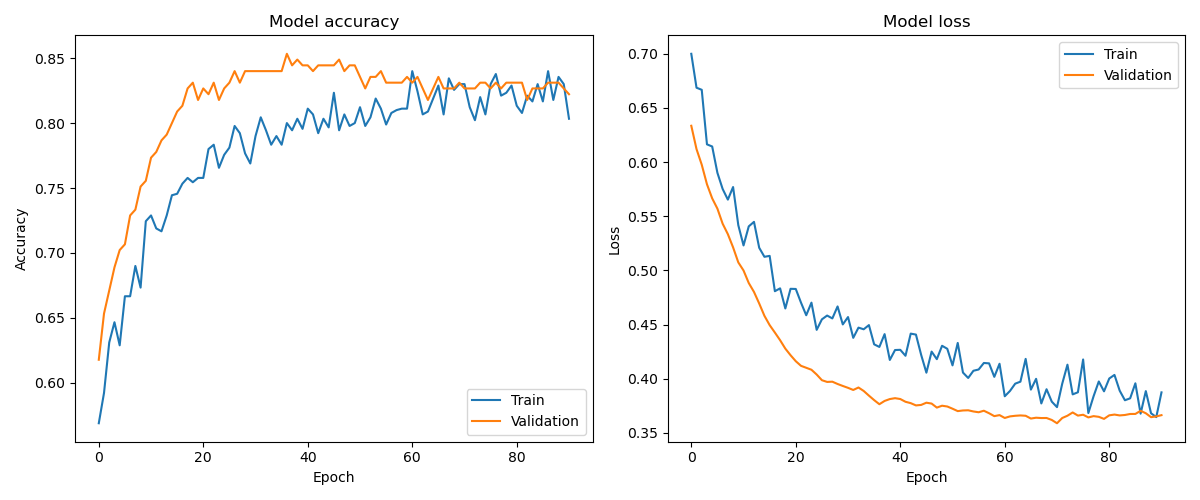 Model accuracy
Accuracy
0.85
0.80
0.75
0.70
0.65
0.60
0 20 40 60 80
Epoch
Train
Validation
Model loss
Loss
0.70
0.65
0.60
0.55
0.50
0.45
0.40
0.35
0 20 40 60 80
Epoch
Train
Validation